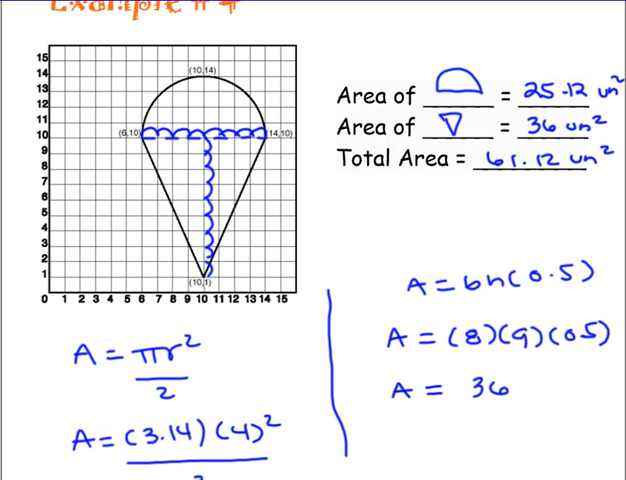 Example # 4
15
14
13
12
11
10
9
8
7
6
5
4
3
2
1
(10,14)
(6,10)
14,10)
(10,1)
0 1 2 3 4 5 6 7 8 9 10 11 12 13 14 15
Area of = 25.12 un²
Area of = 36 un²
Total Area = 61.12 un²
A = πr²
2
A = (3.14)(4)²
A = bh(0.5)
A = (8)(9)(0.5)
A = 36